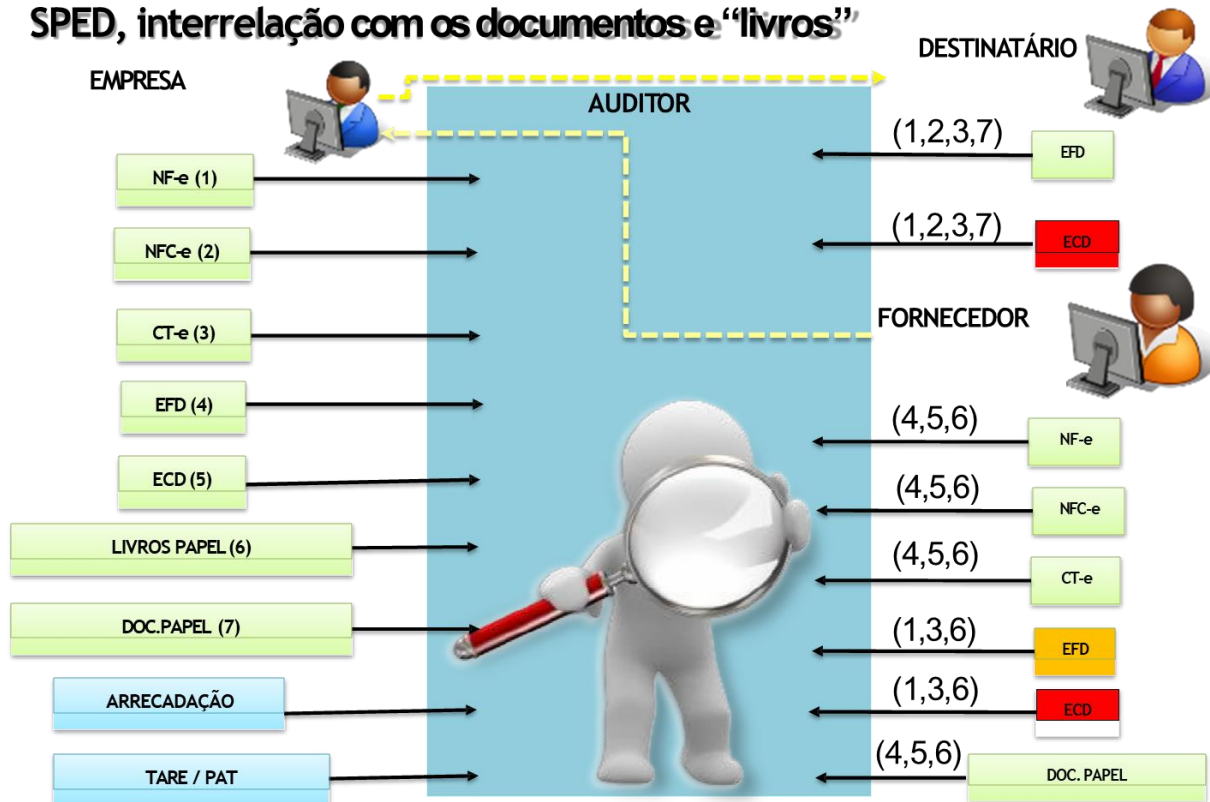 SPED, interrelação com os documentos e “livros”
EMPRESA
AUDITOR
DESTINATÁRIO
NF-e (1)
NFC-e (2)
CT-e (3)
EFD (4)
ECD (5)
LIVROS PAPEL (6)
DOC.PAPEL (7)
ARRECADAÇÃO
TARE / PAT
(1,2,3,7)
EFD
(1,2,3,7)
ECD
FORNECEDOR
(4,5,6)
NF-e
(4,5,6)
NFC-e
(4,5,6)
CT-e
(1,3,6)
EFD
(1,3,6)
ECD
(4,5,6)
DOC. PAPEL